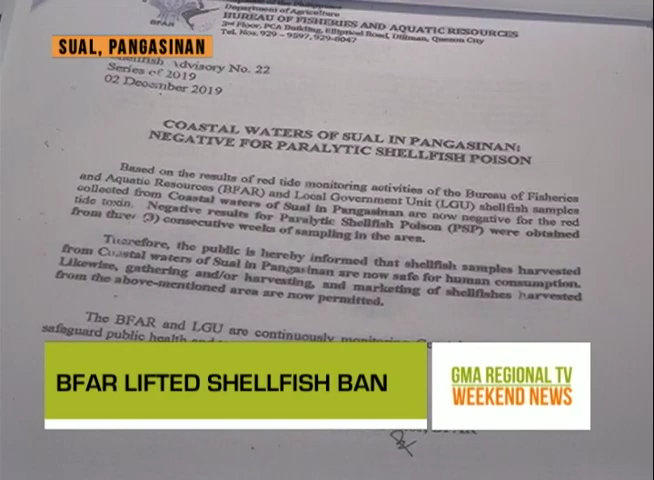 SUAL, PANGASINAN
BFAR
Republic of the Philippines
Department of Agriculture
BUREAU OF FISHERIES AND AQUATIC RESOURCES
2nd Floor, PCA Building, Elliptical Road, Diliman, Quezon City
Tel. Nos. 929 - 9597, 929-8047
Shellfish Advisory No. 22
Series of 2019
02 December 2019
COASTAL WATERS OF SUAL IN PANGASINAN:
NEGATIVE FOR PARALYTIC SHELLFISH POISON
Based on the results of red tide monitoring activities of the Bureau of Fisheries
and Aquatic Resources (BFAR) and Local Government Unit (LGU) shellfish samples
collected from Coastal waters of Sual in Pangasinan are now negative for the red
tide toxin. Negative results for Paralytic Shellfish Poison (PSP) were obtained
from three (3) consecutive weeks of sampling in the area.
Therefore, the public is hereby informed that shellfish samples harvested
from Coastal waters of Sual in Pangasinan are now safe for human consumption.
Likewise, gathering and/or harvesting, and marketing of shellfishes harvested
from the above-mentioned area are now permitted.
The BFAR and LGU are continuously monitoring
safeguard public health and
BFAR LIFTED SHELLFISH BAN
GMA REGIONAL TV
WEEKEND NEWS